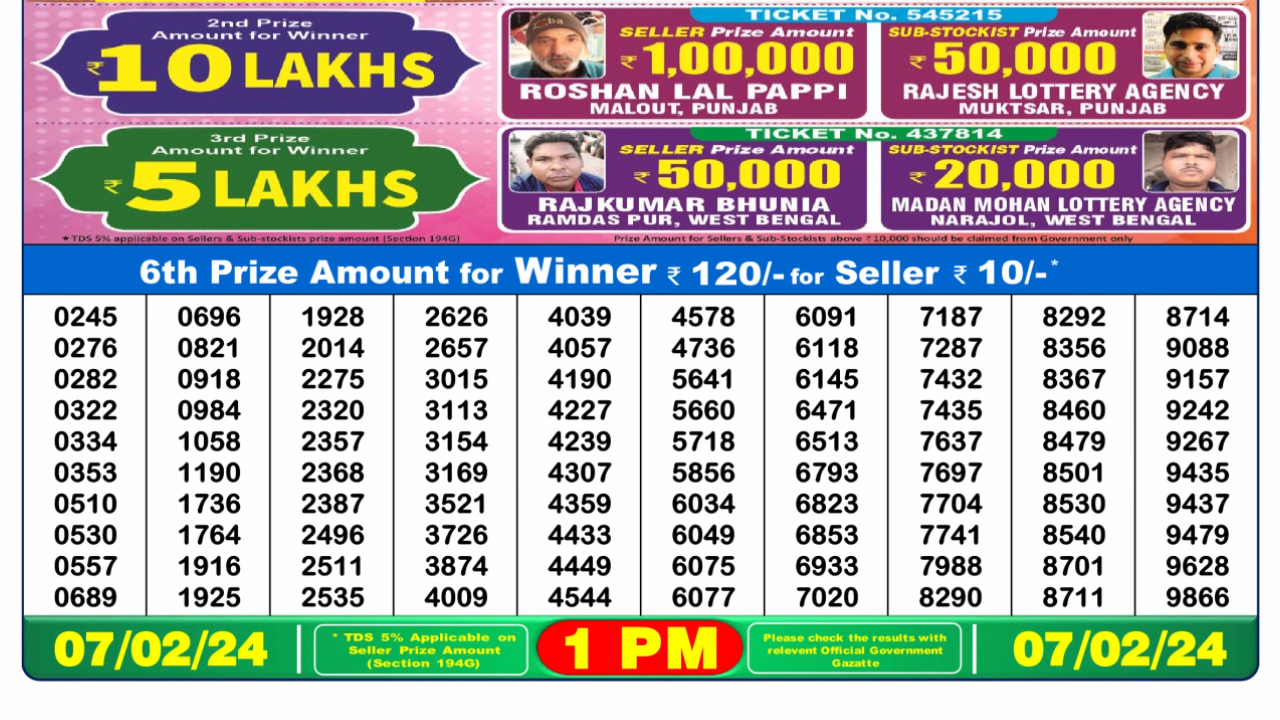 2nd Prize
Amount for Winner
₹10 LAKHS
TICKET No. 545215
SELLER Prize Amount
₹1,00,000
ROSHAN LAL PAPPI
MALOUT, PUNJAB
SUB-STOCKIST Prize Amount
₹50,000
RAJESH LOTTERY AGENCY
MUKTSAR, PUNJAB
3rd Prize
Amount for Winner
₹5 LAKHS
TICKET No. 437814
SELLER Prize Amount
₹50,000
RAJKUMAR BHUNIA
RAMDAS PUR, WEST BENGAL
SUB-STOCKIST Prize Amount
₹20,000
MADAN MOHAN LOTTERY AGENCY
NARAJOL, WEST BENGAL
★TDS 5% applicable on Sellers & Sub-stockists prize amount (Section 194G)
Prize Amount for Sellers & Sub-Stockists above ₹10,000 should be claimed from Government only
6th Prize Amount for Winner ₹ 120/- for Seller ₹ 10/-*
0245 0696 1928 2626 4039 4578 6091 7187 8292 8714
0276 0821 2014 2657 4057 4736 6118 7287 8356 9088
0282 0918 2275 3015 4190 5641 6145 7432 8367 9157
0322 0984 2320 3113 4227 5660 6471 7435 8460 9242
0334 1058 2357 3154 4239 5718 6513 7637 8479 9267
0353 1190 2368 3169 4307 5856 6793 7697 8501 9435
0510 1736 2387 3521 4359 6034 6823 7704 8530 9437
0530 1764 2496 3726 4433 6049 6853 7741 8540 9479
0557 1916 2511 3874 4449 6075 6933 7988 8701 9628
0689 1925 2535 4009 4544 6077 7020 8290 8711 9866
07/02/24
* TDS 5% Applicable on
Seller Prize Amount
(Section 194G)
1 PM
Please check the results with
relevent Official Government
Gazatte
07/02/24